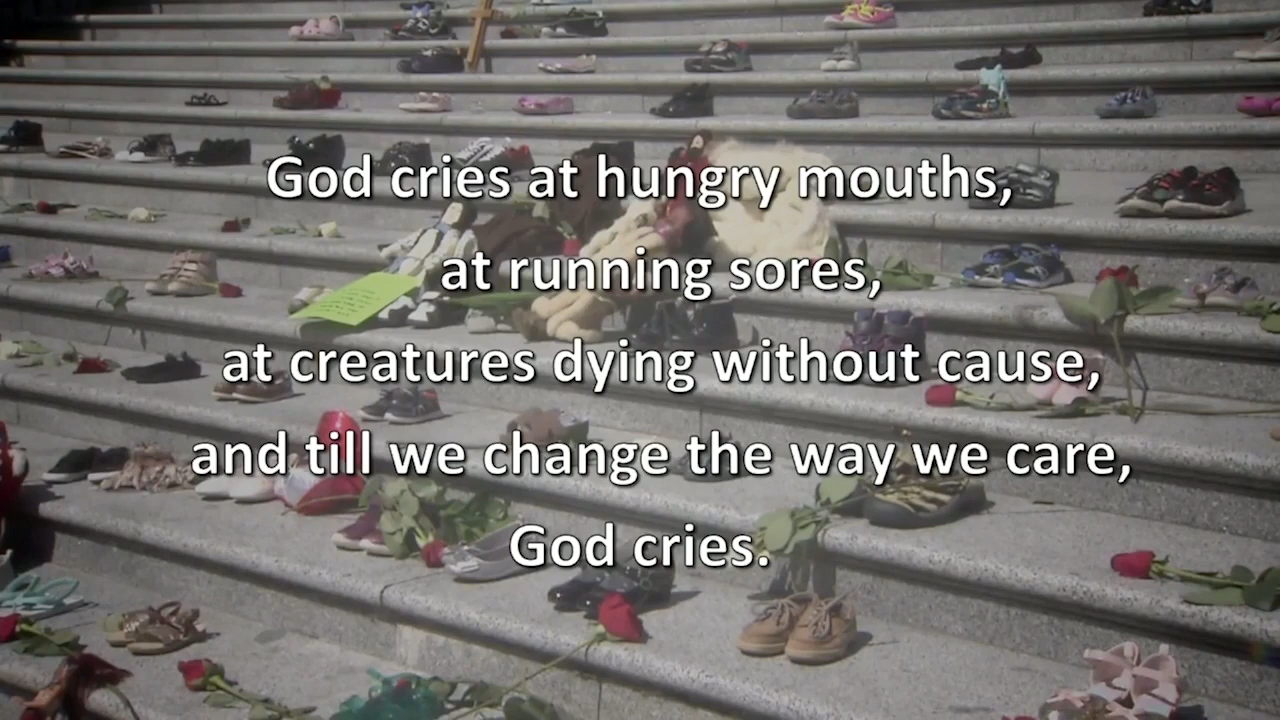 God cries at hungry mouths,
at running sores,
at creatures dying without cause,
and till we change the way we care,
God cries.